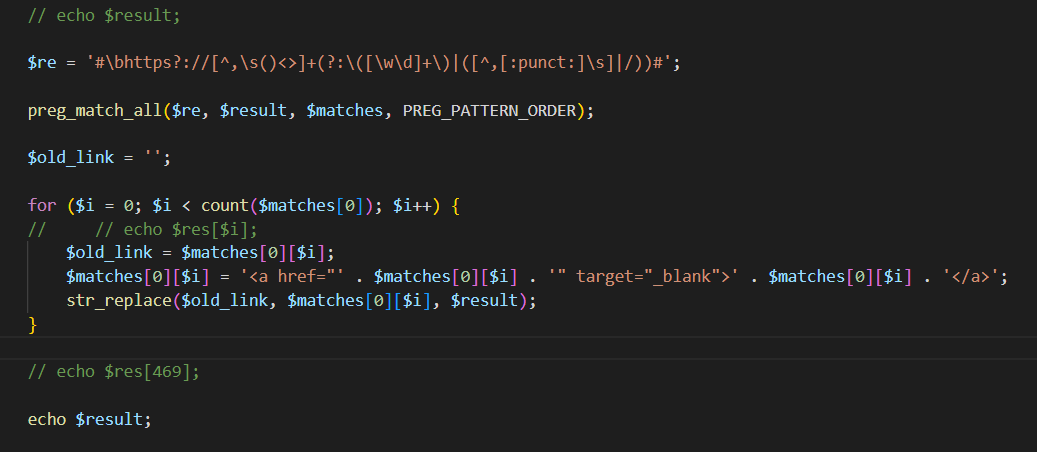 // echo $result;
$re = '#\bhttps?://[^,\s()<>]+(?:\([\w\d]+\)|([^,[:punct:]\s]|/))#';
preg_match_all($re, $result, $matches, PREG_PATTERN_ORDER);
$old_link = '';
for ($i = 0; $i < count($matches[0]); $i++) {
//     // echo $res[$i];
    $old_link = $matches[0][$i];
    $matches[0][$i] = '<a href="' . $matches[0][$i] . '" target="_blank">' . $matches[0][$i] . '</a>';
    str_replace($old_link, $matches[0][$i], $result);
}
// echo $res[469];
echo $result;